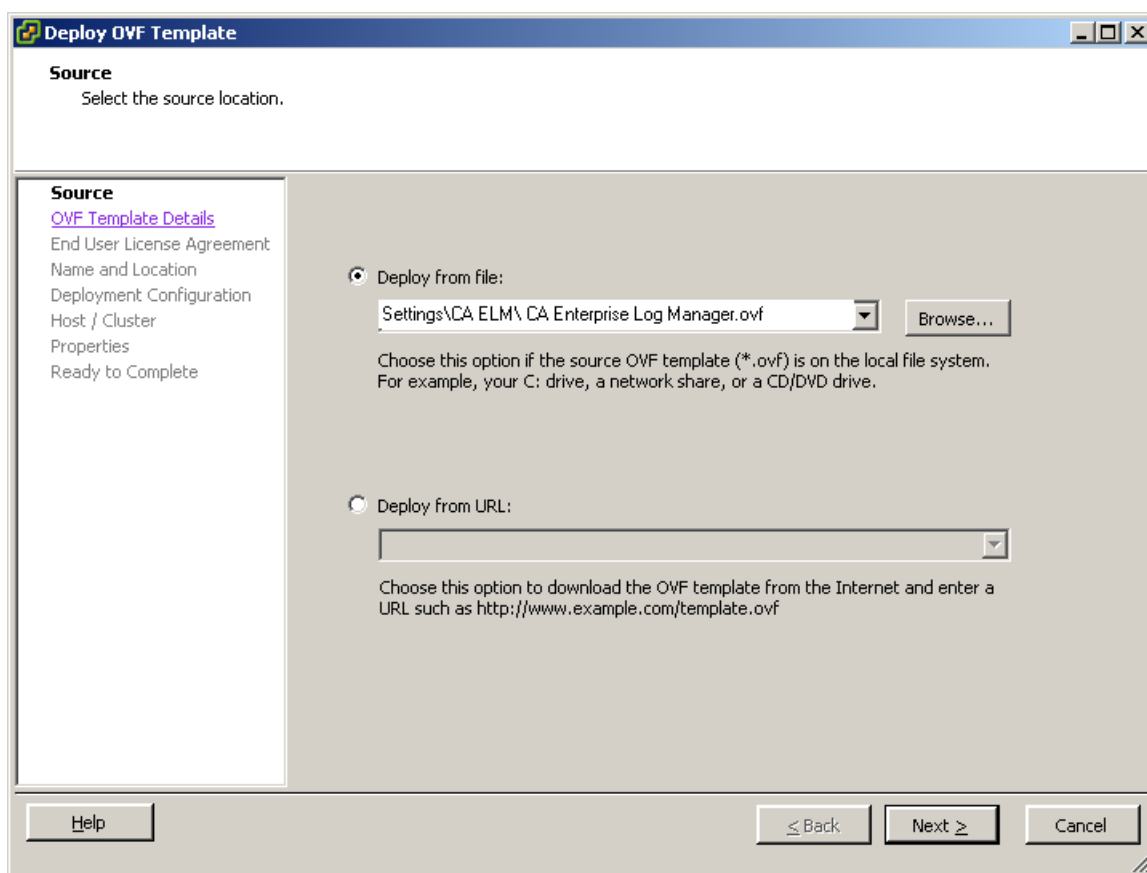 Deploy OVF Template
Source
Select the source location.
Source
OVF Template Details
End User License Agreement
Name and Location
Deployment Configuration
Host / Cluster
Properties
Ready to Complete
Deploy from file:
Settings\CA ELM\ CA Enterprise Log Manager.ovf
Browse...
Choose this option if the source OVF template (*.ovf) is on the local file system.
For example, your C: drive, a network share, or a CD/DVD drive.
Deploy from URL:
Choose this option to download the OVF template from the Internet and enter a
URL such as http://www.example.com/template.ovf
Help
< Back
Next >
Cancel